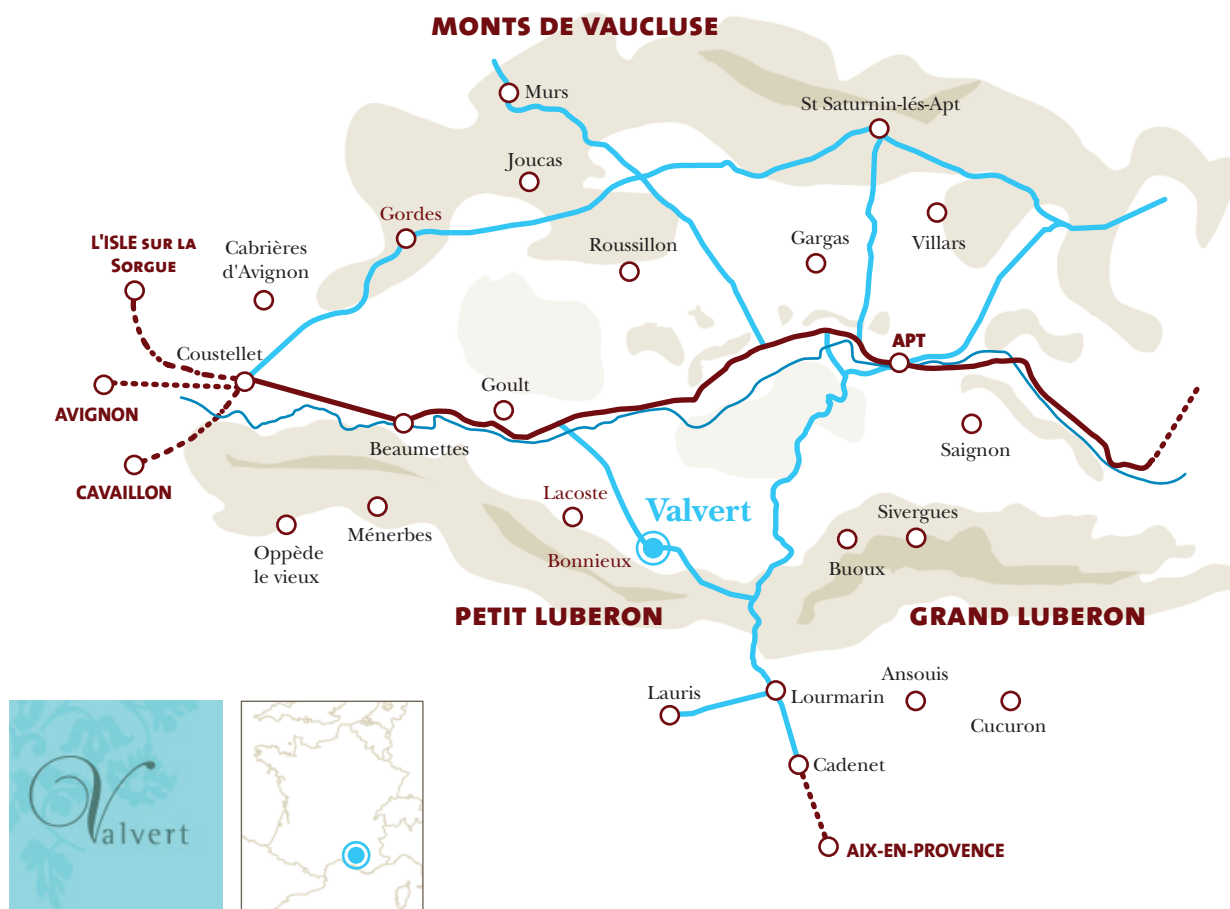 MONTS DE VAUCLUSE
Murs
St Saturnin-lés-Apt
Joucas
Gordes
Villars
L'ISLE SUR LA
SORGUE
Cabrières
d'Avignon
Roussillon
Gargas
Coustellet
APT
AVIGNON
Goult
Beaumettes
Saignon
CAVAILLON
Lacoste
Valvert
Sivergues
Ménerbes
Oppède
le vieux
Bonnieux
Buoux
PETIT LUBERON
GRAND LUBERON
Ansouis
Lauris
Lourmarin
Cucuron
Cadenet
Valvert
AIX-EN-PROVENCE